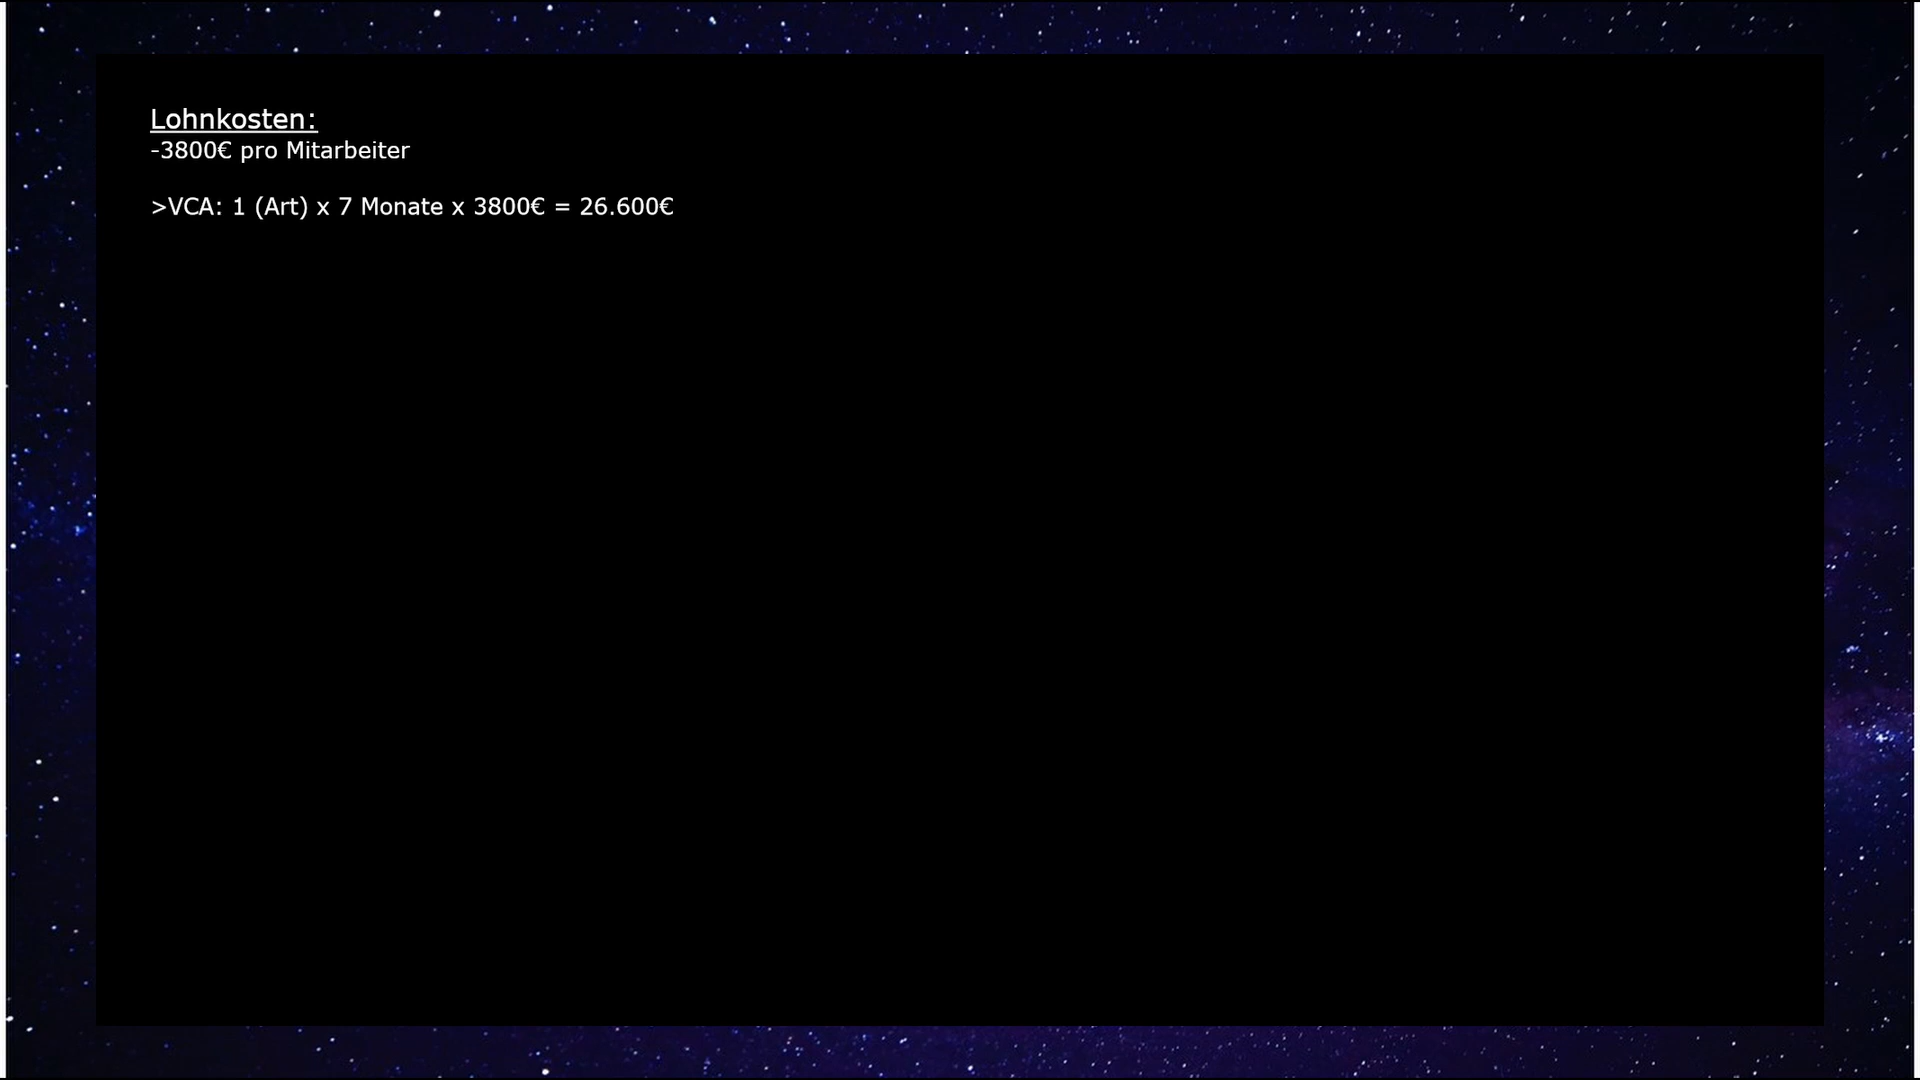 Lohnkosten:
-3800€ pro Mitarbeiter
>VCA: 1 (Art) x 7 Monate x 3800€ = 26.600€